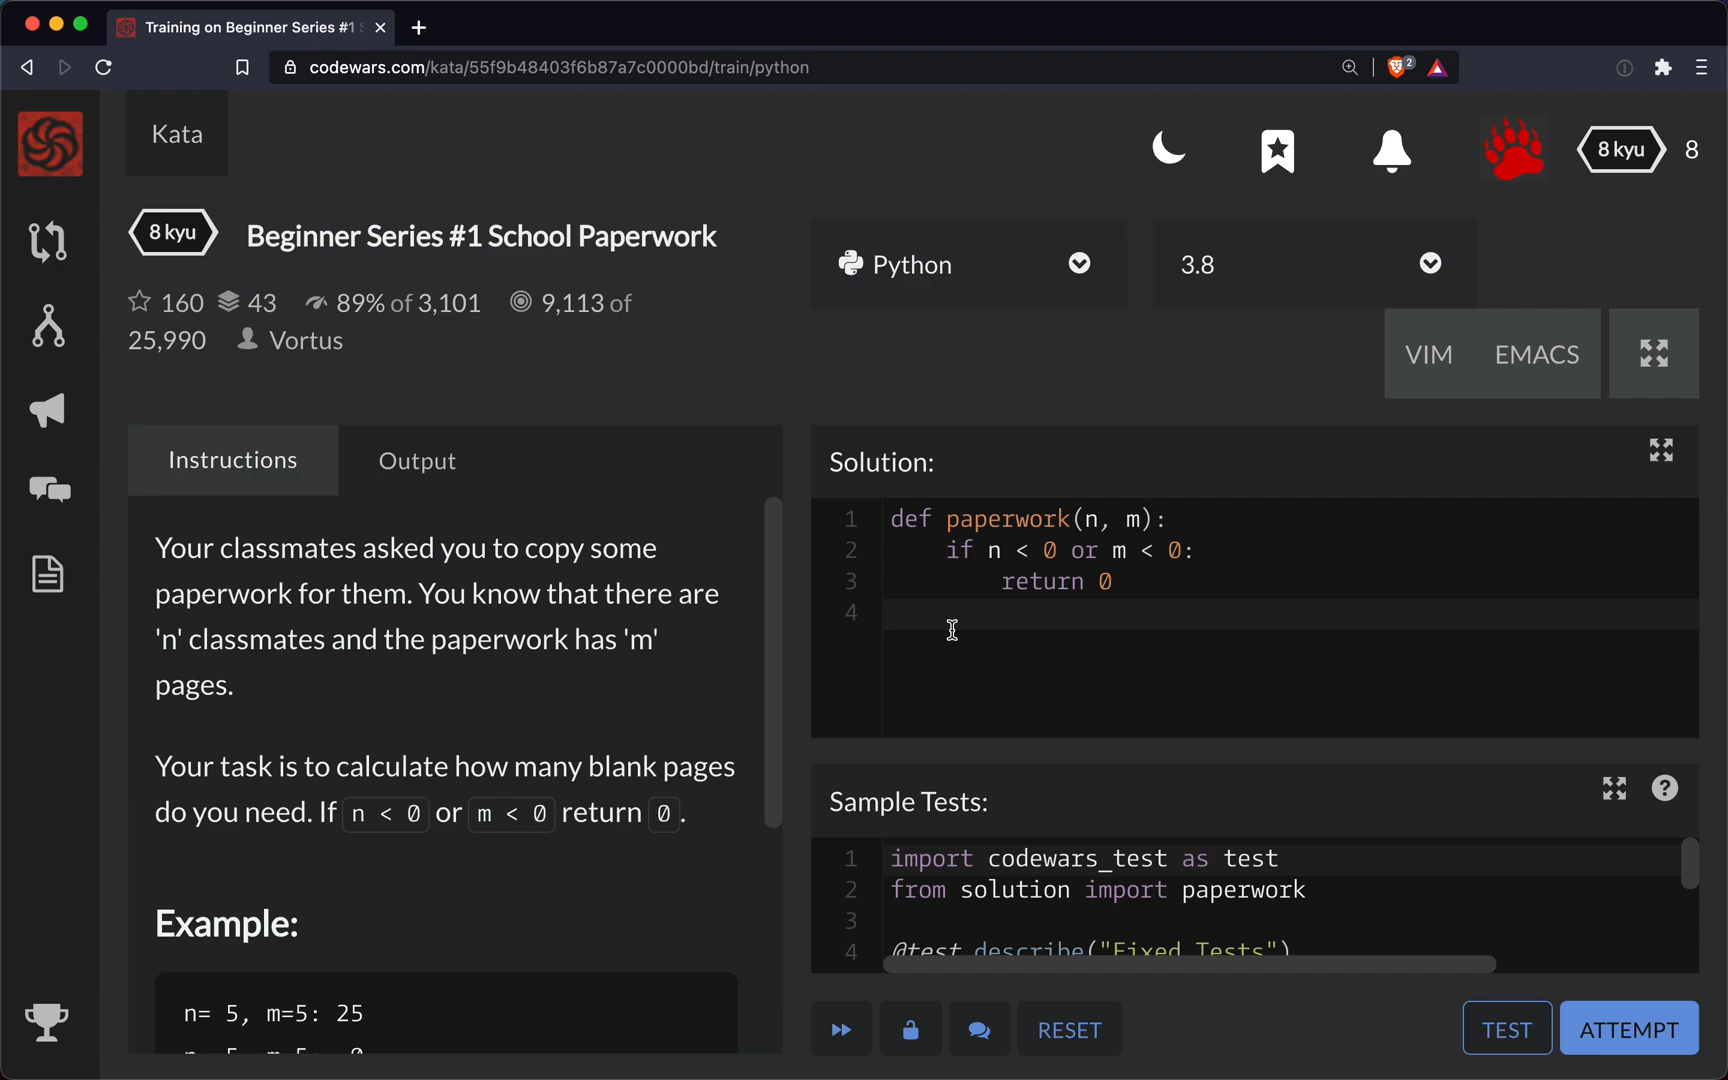 Training on Beginner Series #1
codewars.com/kata/55f9b48403f6b87a7c0000bd/train/python
2
Kata
8 kyu
8
8 kyu
Beginner Series #1 School Paperwork
160 43 89% of 3,101 9,113 of
25,990 Vortus
Python
3.8
VIM
EMACS
Instructions
Output
Your classmates asked you to copy some
paperwork for them. You know that there are
'n' classmates and the paperwork has 'm'
pages.
Your task is to calculate how many blank pages
do you need. If n < 0 or m < 0 return 0.
Example:
n= 5, m=5: 25
Solution:
1 def paperwork(n, m):
2 if n < 0 or m < 0:
3 return 0
4
Sample Tests:
1 import codewars_test as test
2 from solution import paperwork
3
4 @test.describe("Fixed Tests")
RESET
TEST
ATTEMPT